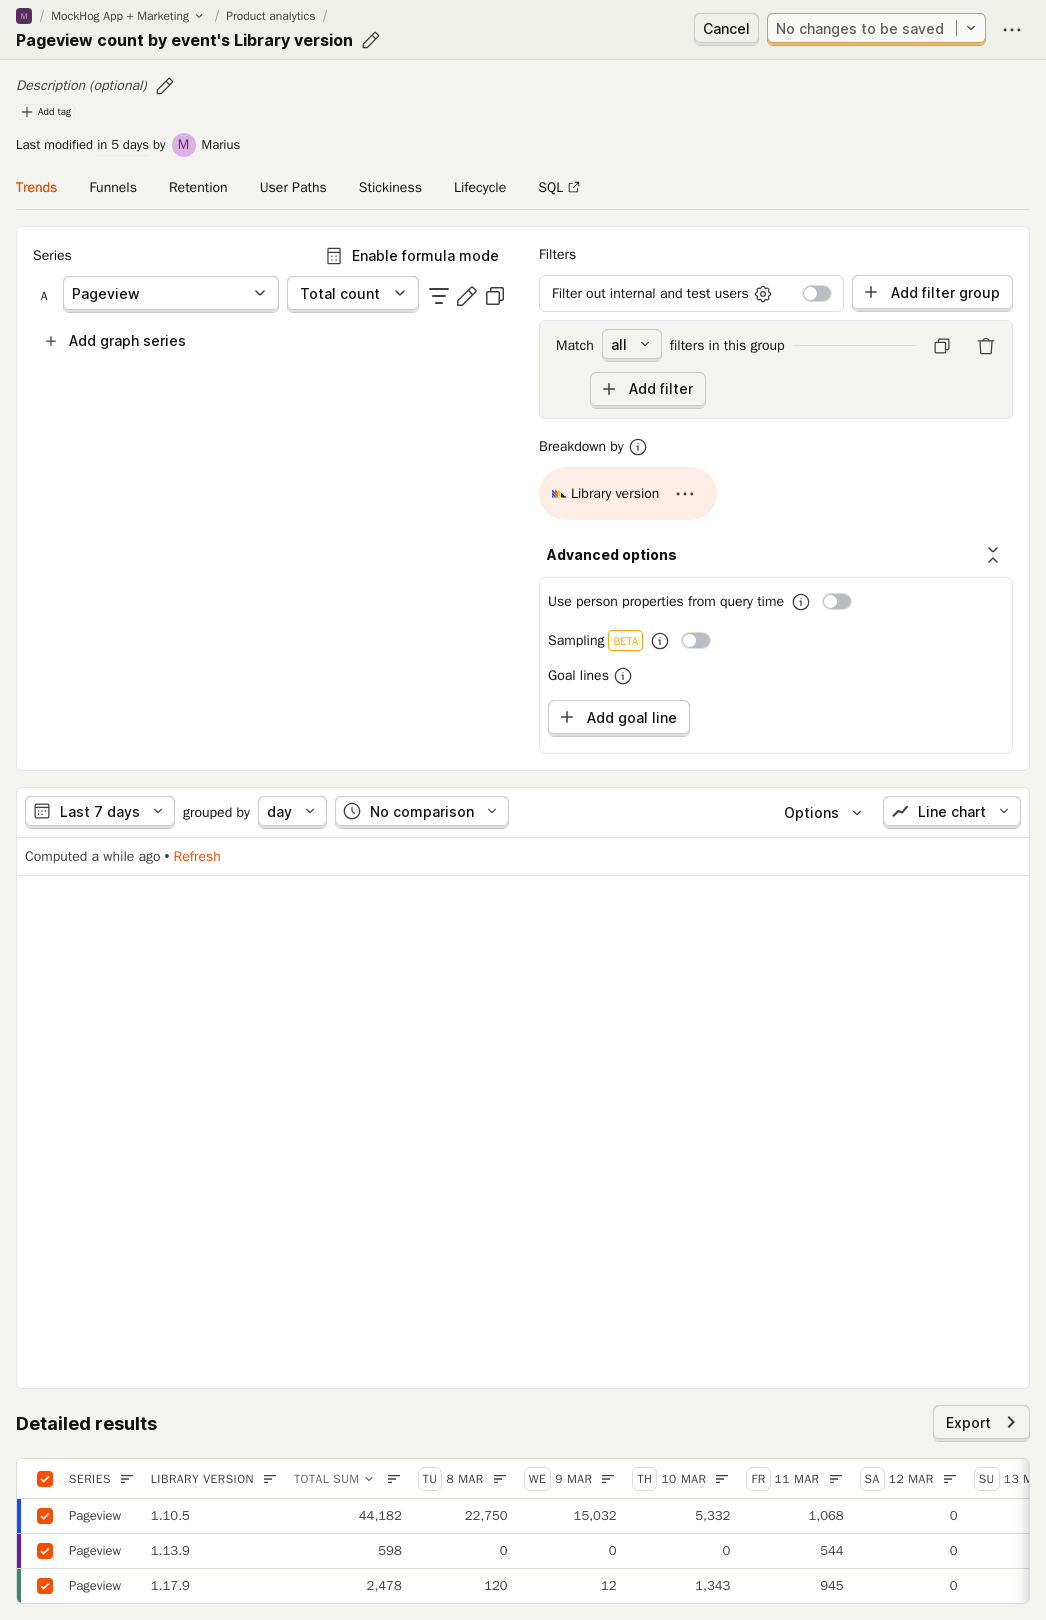 M / MockHog App + Marketing / Product analytics /
Pageview count by event's Library version
Cancel
No changes to be saved
Description (optional)
Add tag
Last modified in 5 days by M Marius
Trends Funnels Retention User Paths Stickiness Lifecycle SQL
Series
Enable formula mode
A Pageview Total count
Add graph series
Filters
Filter out internal and test users
Add filter group
Match all filters in this group
Add filter
Breakdown by
Library version
Advanced options
Use person properties from query time
Sampling BETA
Goal lines
Add goal line
Last 7 days grouped by day No comparison Options Line chart
Computed a while ago • Refresh
Detailed results
Export
SERIES LIBRARY VERSION TOTAL SUM TU 8 MAR WE 9 MAR TH 10 MAR FR 11 MAR SA 12 MAR SU 13
Pageview 1.10.5 44,182 22,750 15,032 5,332 1,068 0
Pageview 1.13.9 598 0 0 0 544 0
Pageview 1.17.9 2,478 120 12 1,343 945 0